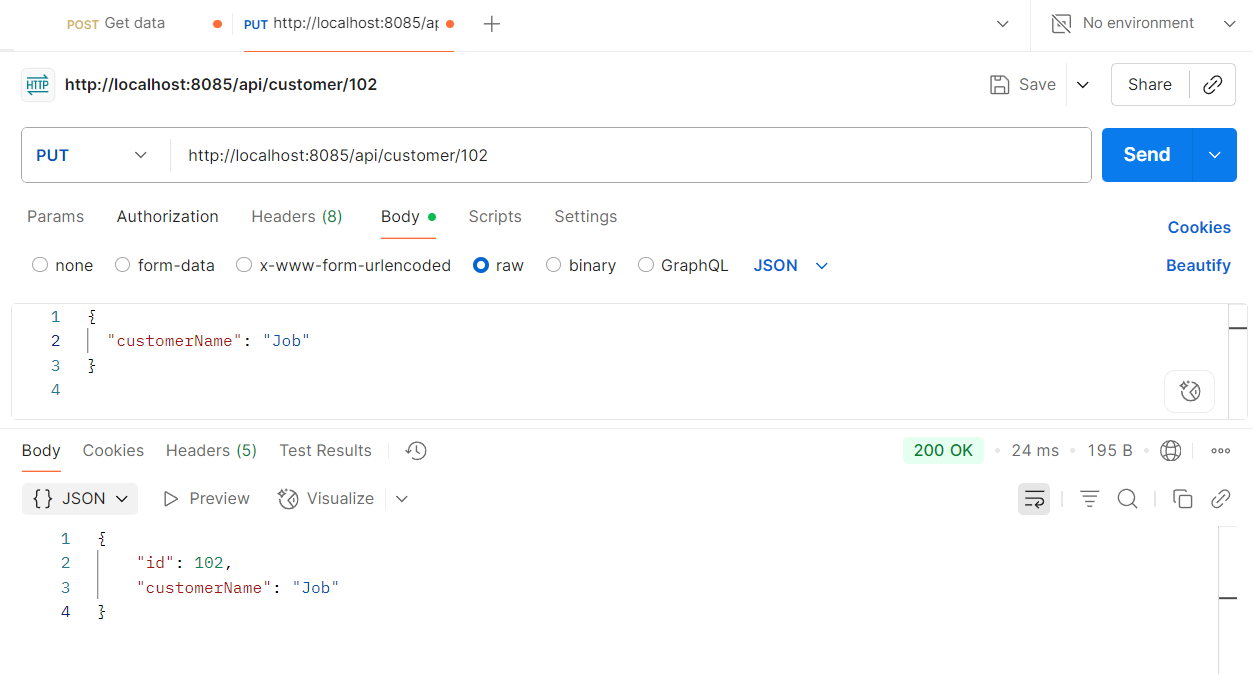 POST Get data PUT http://localhost:8085/ap No environment
HTTP http://localhost:8085/api/customer/102 Save Share
PUT http://localhost:8085/api/customer/102 Send
Params Authorization Headers (8) Body Scripts Settings Cookies
none form-data x-www-form-urlencoded raw binary GraphQL JSON Beautify
1 {
2 "customerName": "Job"
3 }
4
Body Cookies Headers (5) Test Results 200 OK 24 ms 195 B
{} JSON Preview Visualize
1 {
2 "id": 102,
3 "customerName": "Job"
4 }